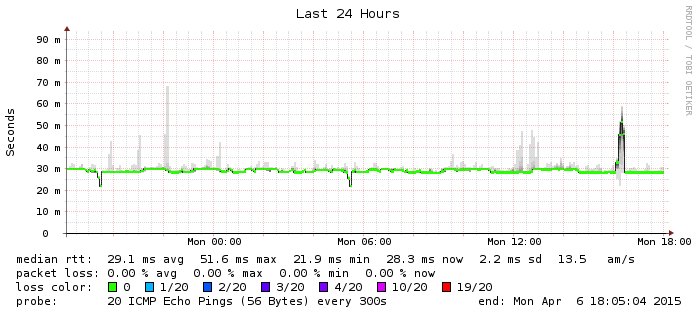 Last 24 Hours
RRDTOOL / TOBI OETIKER
Seconds
90 m
80 m
70 m
60 m
50 m
40 m
30 m
20 m
10 m
0
Mon 00:00 Mon 06:00 Mon 12:00 Mon 18:00
median rtt: 29.1 ms avg 51.6 ms max 21.9 ms min 28.3 ms now 2.2 ms sd 13.5 am/s
packet loss: 0.00 % avg 0.00 % max 0.00 % min 0.00 % now
loss color: 0 1/20 2/20 3/20 4/20 10/20 19/20
probe: 20 ICMP Echo Pings (56 Bytes) every 300s end: Mon Apr 6 18:05:04 2015